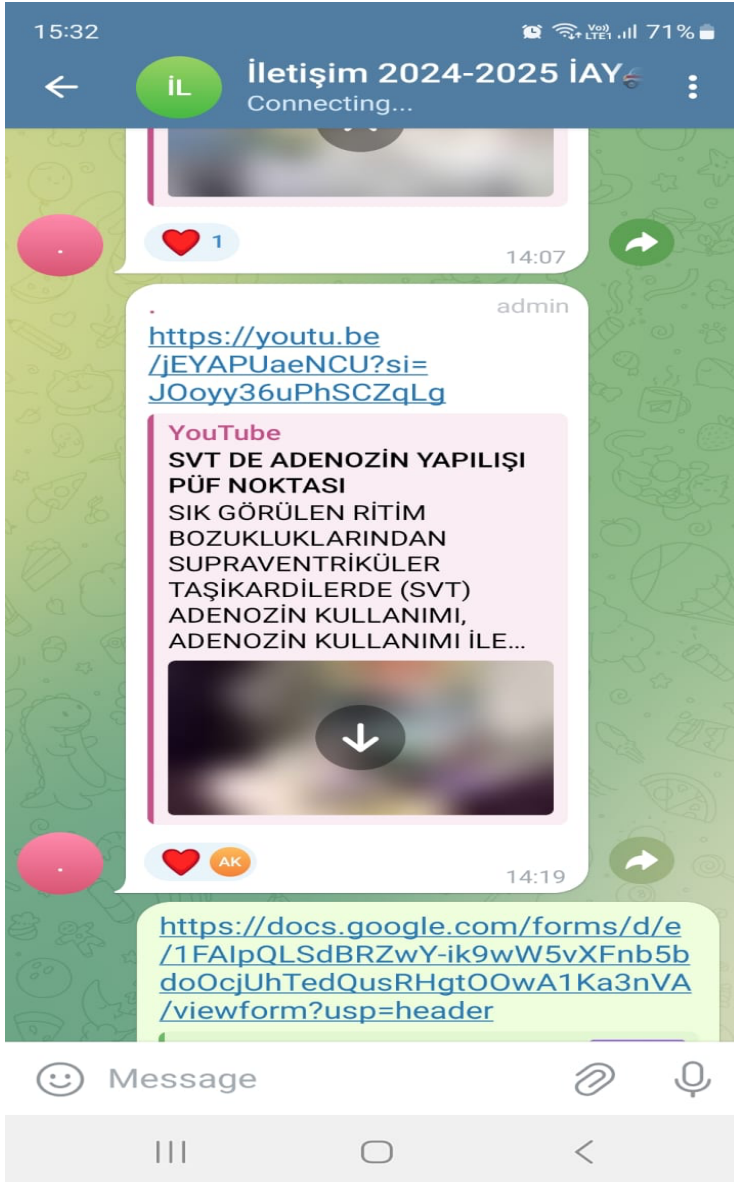 15:32
Vo)) LTE1 71%
İL
İletişim 2024-2025 İAY
Connecting...
1
14:07
.
.
admin
https://youtu.be
/jEYAPUaeNCU?si=
JOoyy36uPhSCZqLg
YouTube
SVT DE ADENOZİN YAPILIŞI
PÜF NOKTASI
SIK GÖRÜLEN RİTİM
BOZUKLUKLARINDAN
SUPRAVENTRİKÜLER
TAŞİKARDİLERDE (SVT)
ADENOZİN KULLANIMI,
ADENOZİN KULLANIMI İLE...
AK
14:19
.
https://docs.google.com/forms/d/e
/1FAIpQLSdBRZwY-ik9wW5vXFnb5b
doOcjUhTedQusRHgtOOwA1Ka3nVA
/viewform?usp=header
Message